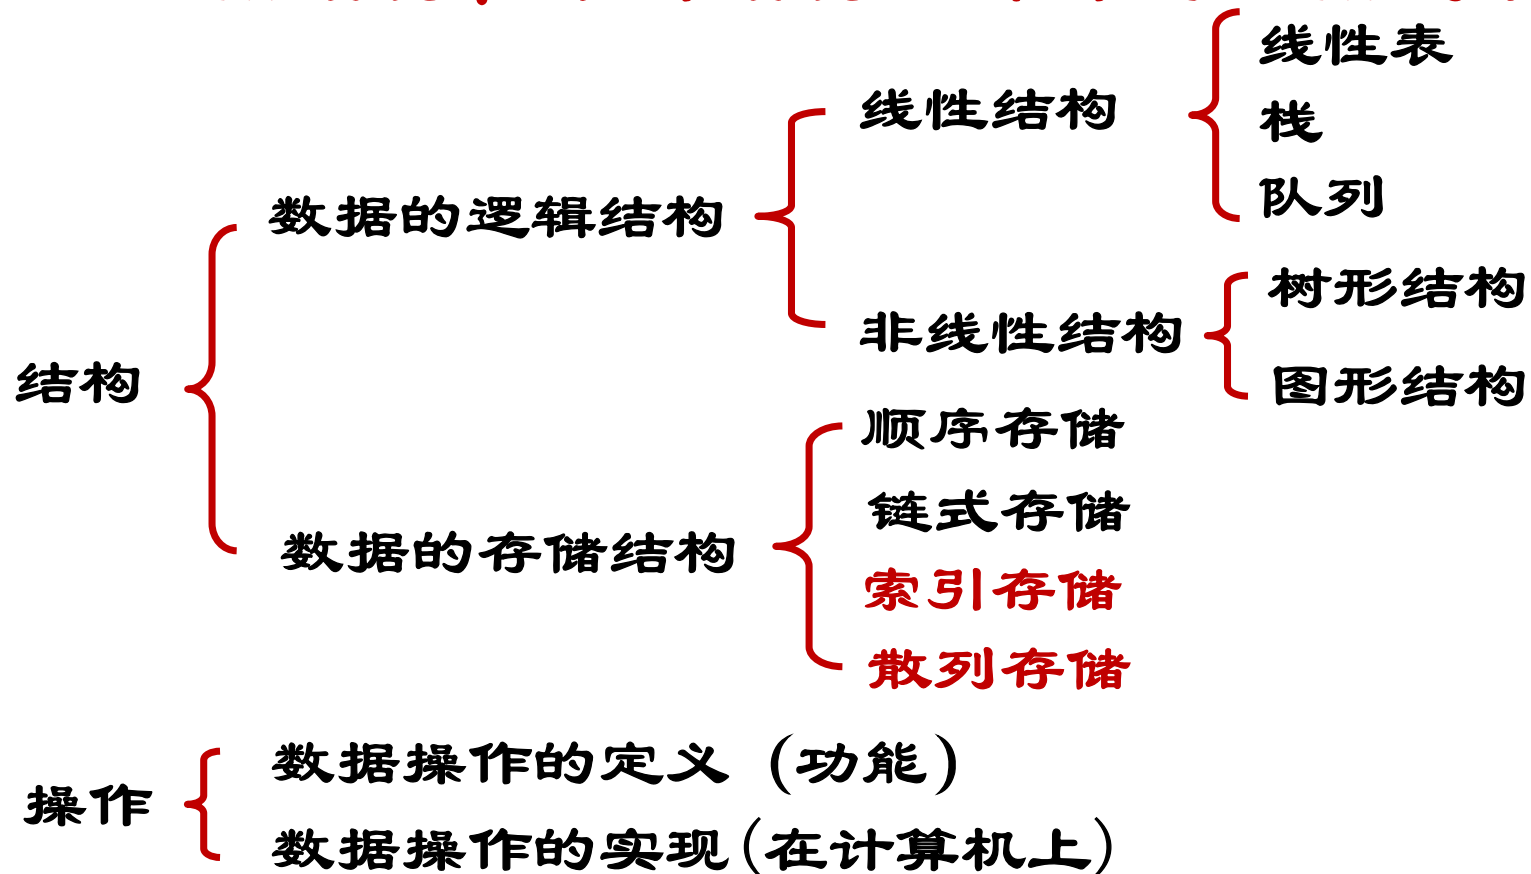 线性表
线性结构
栈
队列
数据的逻辑结构
树形结构
非线性结构
图形结构
结构
顺序存储
链式存储
数据的存储结构
索引存储
散列存储
数据操作的定义（功能）
操作
数据操作的实现(在计算机上)